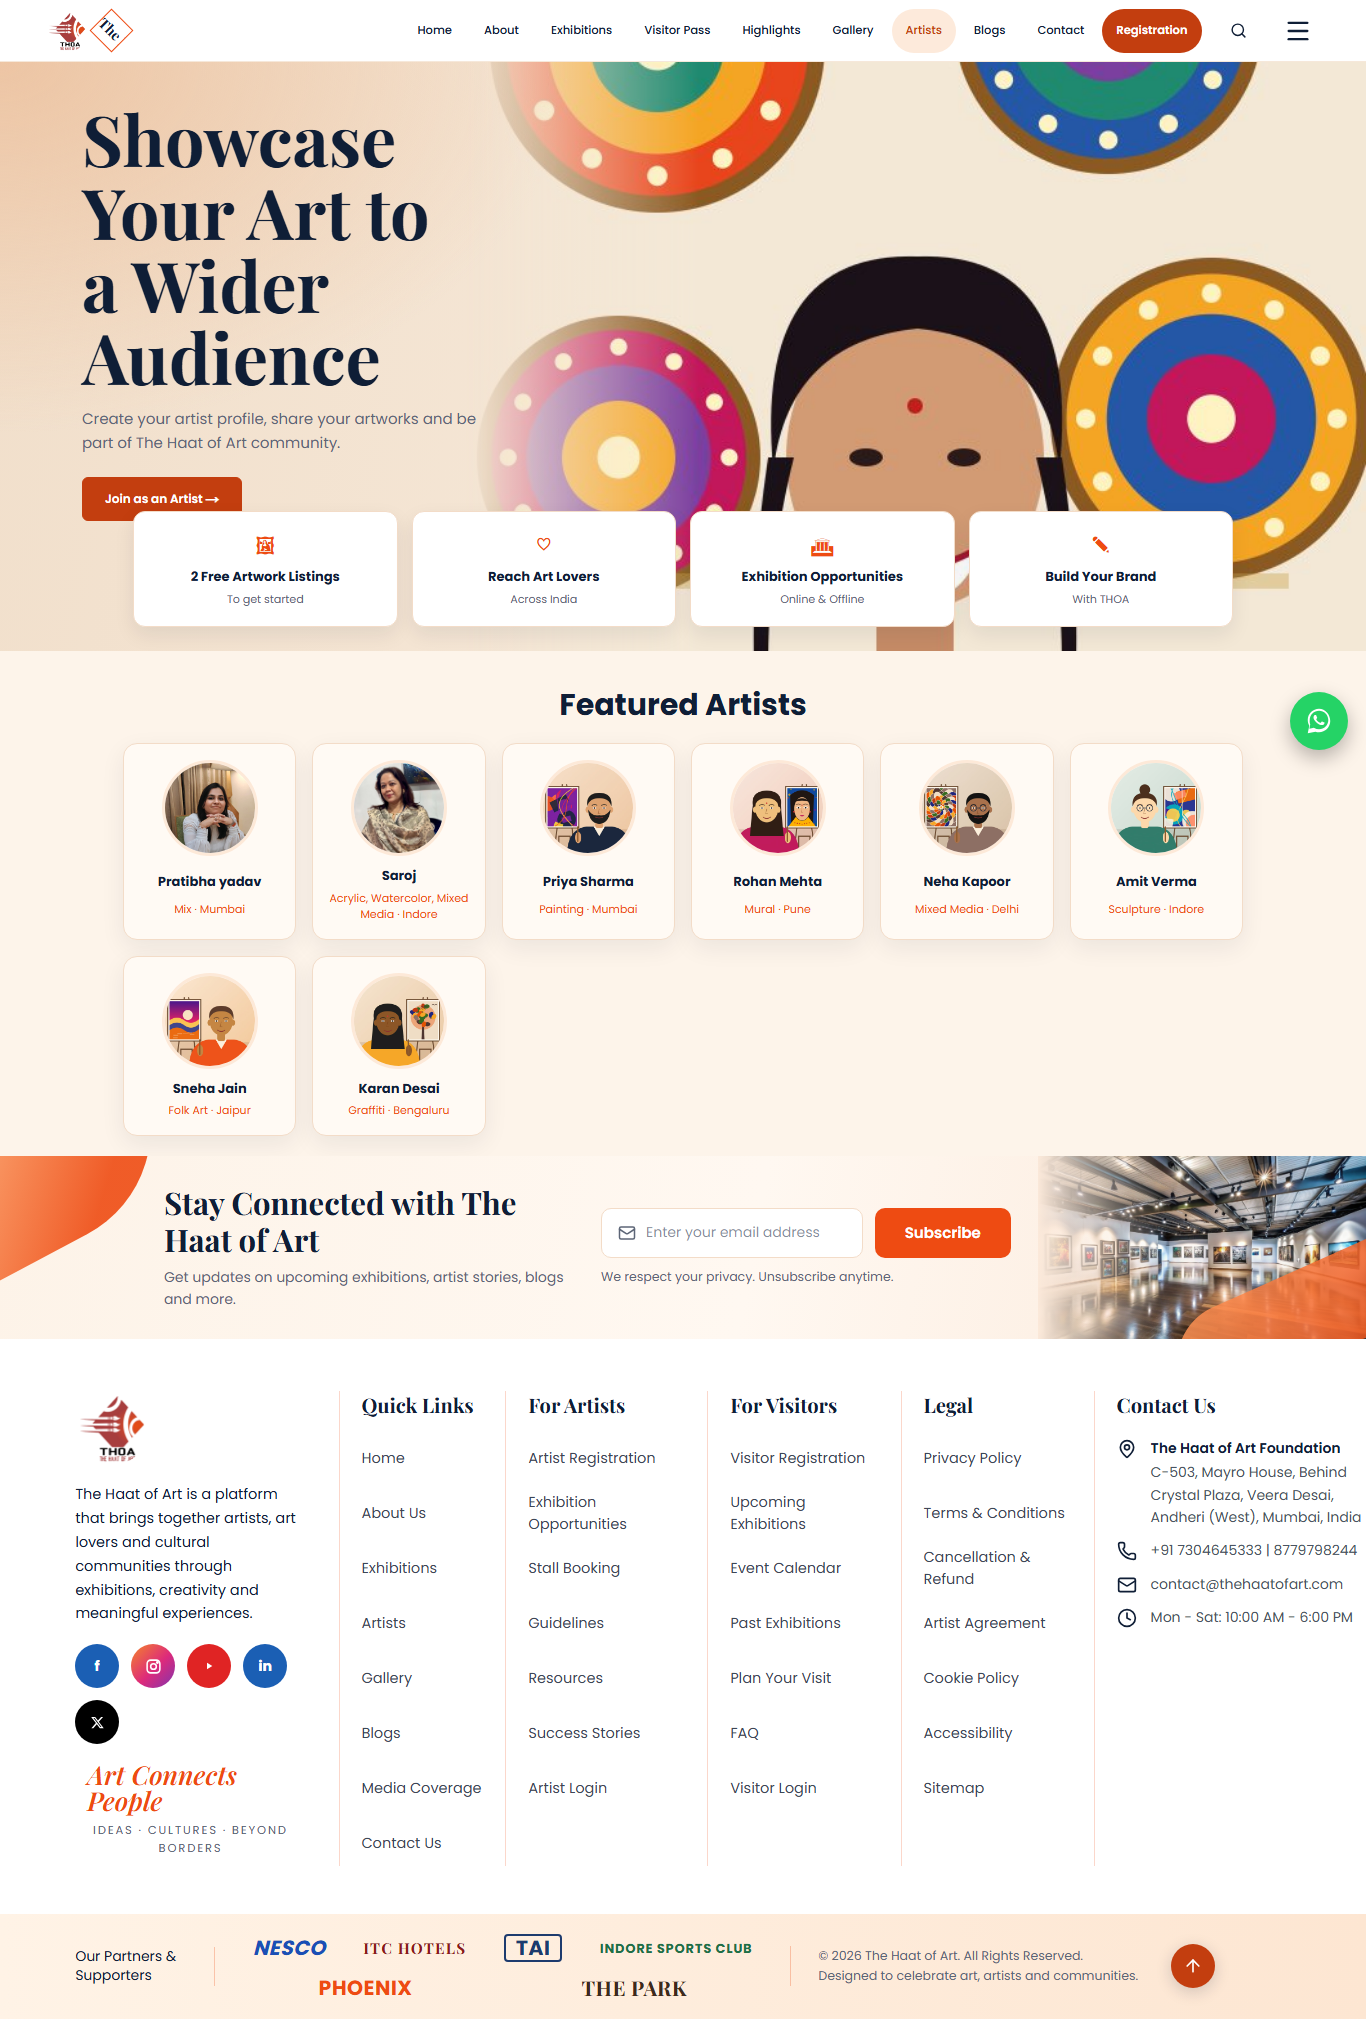 THOA
THE HAAT OF ART
The
Home
About
Exhibitions
Visitor Pass
Highlights
Gallery
Artists
Blogs
Contact
Registration
Showcase
Your Art to
a Wider
Audience
Create your artist profile, share your artworks and be
part of The Haat of Art community.
Join as an Artist →
2 Free Artwork Listings
To get started
Reach Art Lovers
Across India
Exhibition Opportunities
Online & Offline
Build Your Brand
With THOA
Featured Artists
Pratibha yadav
Mix · Mumbai
Saroj
Acrylic, Watercolor, Mixed
Media · Indore
Priya Sharma
Painting · Mumbai
Rohan Mehta
Mural · Pune
Neha Kapoor
Mixed Media · Delhi
Amit Verma
Sculpture · Indore
Sneha Jain
Folk Art · Jaipur
Karan Desai
Graffiti · Bengaluru
Stay Connected with The
Haat of Art
Get updates on upcoming exhibitions, artist stories, blogs
and more.
Enter your email address
Subscribe
We respect your privacy. Unsubscribe anytime.
THOA
THE HAAT OF ART
The Haat of Art is a platform
that brings together artists, art
lovers and cultural
communities through
exhibitions, creativity and
meaningful experiences.
f
in
X
Art Connects
People
IDEAS · CULTURES · BEYOND
BORDERS
Quick Links
Home
About Us
Exhibitions
Artists
Gallery
Blogs
Media Coverage
Contact Us
For Artists
Artist Registration
Exhibition
Opportunities
Stall Booking
Guidelines
Resources
Success Stories
Artist Login
For Visitors
Visitor Registration
Upcoming
Exhibitions
Event Calendar
Past Exhibitions
Plan Your Visit
FAQ
Visitor Login
Legal
Privacy Policy
Terms & Conditions
Cancellation &
Refund
Artist Agreement
Cookie Policy
Accessibility
Sitemap
Contact Us
The Haat of Art Foundation
C-503, Mayro House, Behind
Crystal Plaza, Veera Desai,
Andheri (West), Mumbai, India
+91 7304645333 | 8779798244
contact@thehaatofart.com
Mon - Sat: 10:00 AM - 6:00 PM
Our Partners &
Supporters
NESCO
ITC HOTELS
TAI
INDORE SPORTS CLUB
PHOENIX
THE PARK
© 2026 The Haat of Art. All Rights Reserved.
Designed to celebrate art, artists and communities.